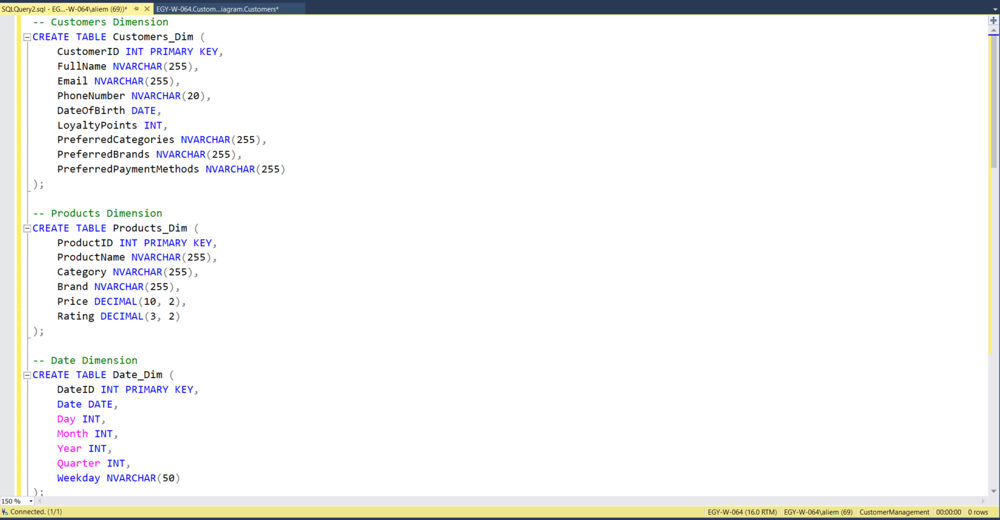 SQLQuery2.sql - EG...-W-064\aliem (69))* EGY-W-064.Custom...iagram.Customers*
-- Customers Dimension
CREATE TABLE Customers_Dim (
CustomerID INT PRIMARY KEY,
FullName NVARCHAR(255),
Email NVARCHAR(255),
PhoneNumber NVARCHAR(20),
DateOfBirth DATE,
LoyaltyPoints INT,
PreferredCategories NVARCHAR(255),
PreferredBrands NVARCHAR(255),
PreferredPaymentMethods NVARCHAR(255)
);
-- Products Dimension
CREATE TABLE Products_Dim (
ProductID INT PRIMARY KEY,
ProductName NVARCHAR(255),
Category NVARCHAR(255),
Brand NVARCHAR(255),
Price DECIMAL(10, 2),
Rating DECIMAL(3, 2)
);
-- Date Dimension
CREATE TABLE Date_Dim (
DateID INT PRIMARY KEY,
Date DATE,
Day INT,
Month INT,
Year INT,
Quarter INT,
Weekday NVARCHAR(50)
);
150 %
Connected. (1/1) EGY-W-064 (16.0 RTM) EGY-W-064\aliem (69) CustomerManagement 00:00:00 0 rows